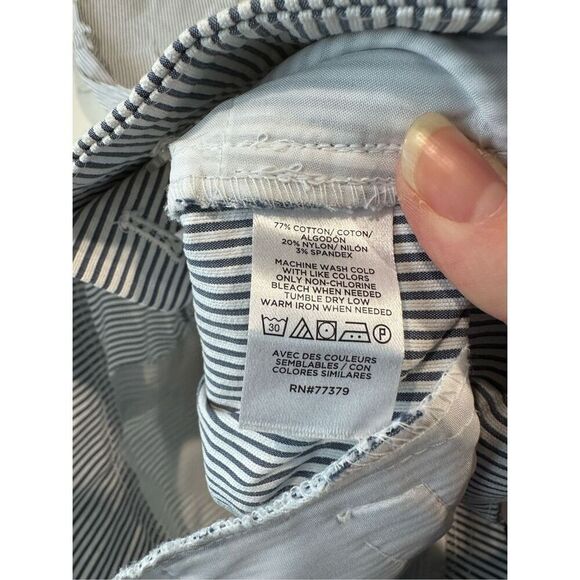 77% COTTON/ COTON/
ALGODÓN
20% NYLON/ NILÓN
3% SPANDEX
MACHINE WASH COLD
WITH LIKE COLORS
ONLY NON-CHLORINE
BLEACH WHEN NEEDED
TUMBLE DRY LOW
WARM IRON WHEN NEEDED
30 P
AVEC DES COULEURS
SEMBLABLES / CON
COLORES SIMILARES
RN#77379